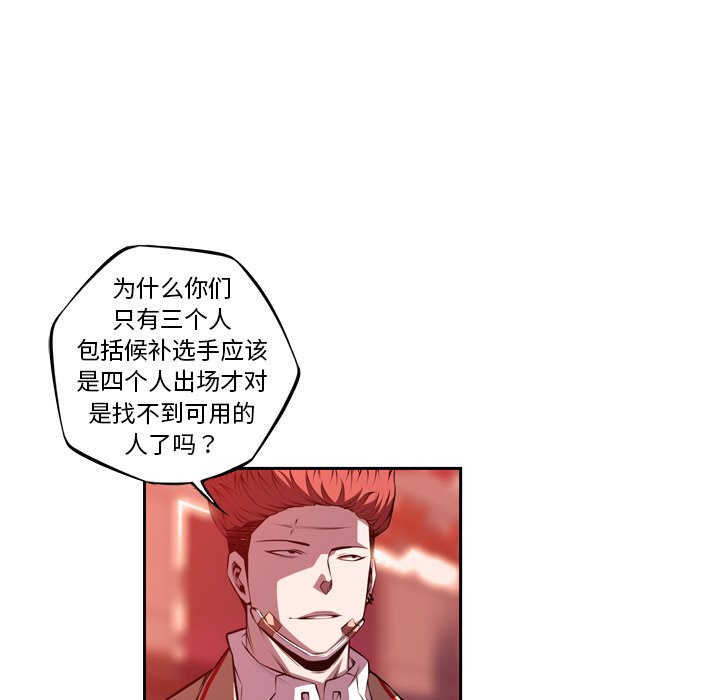 为什么你们
只有三个人
包括候补选手应该
是四个人出场才对
是找不到可用的
人了吗？